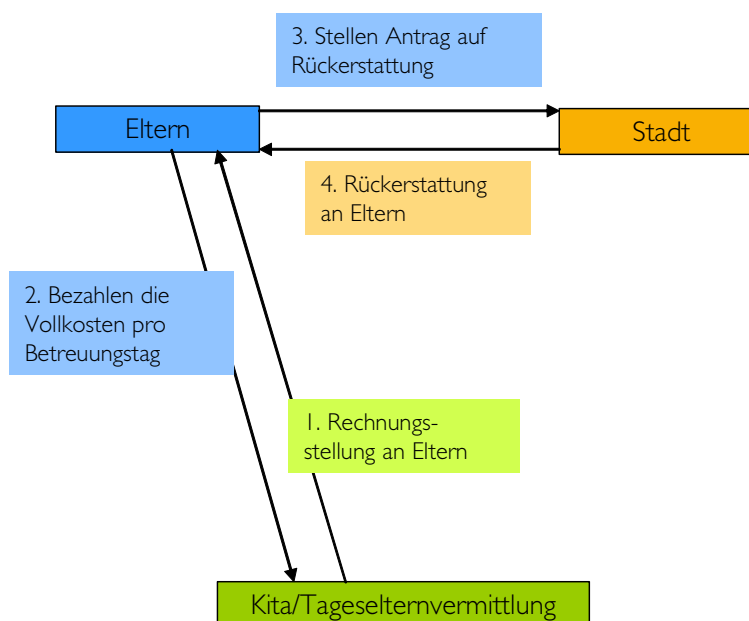 3. Stellen Antrag auf
Rückerstattung
Eltern
Stadt
4. Rückerstattung
an Eltern
2. Bezahlen die
Vollkosten pro
Betreuungstag
1. Rechnungs-
stellung an Eltern
Kita/Tageselternvermittlung